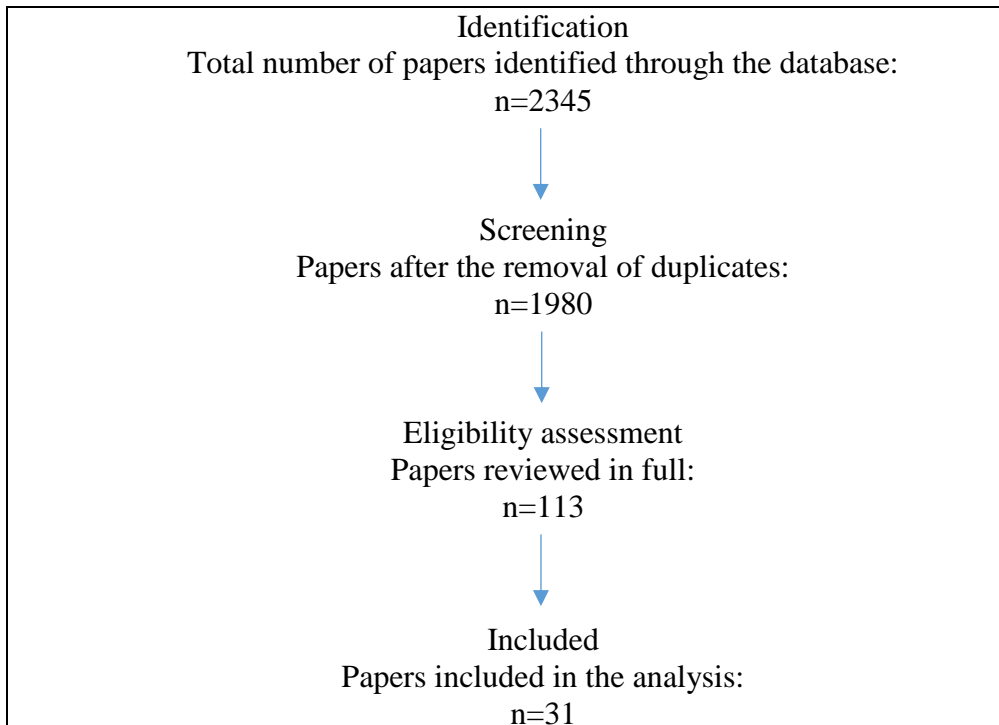 Identification
Total number of papers identified through the database:
n=2345
Screening
Papers after the removal of duplicates:
n=1980
Eligibility assessment
Papers reviewed in full:
n=113
Included
Papers included in the analysis:
n=31